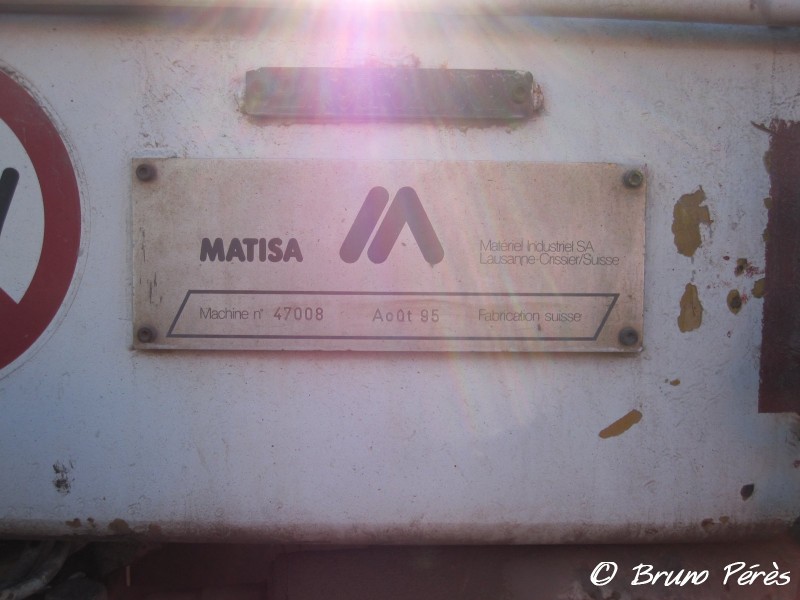 MATISA
Matériel Industriel SA
Lausanne-Crissier/Suisse
Machine n° 47008 Août 95 Fabrication suisse
© Bruno Pérès